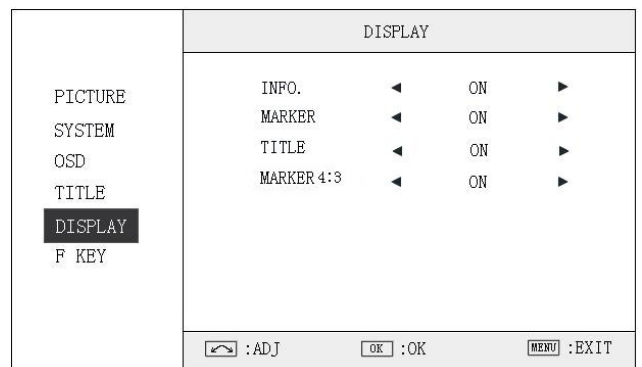 DISPLAY
PICTURE
SYSTEM
OSD
TITLE
DISPLAY
F KEY
INFO. ◀ ON ▶
MARKER ◀ ON ▶
TITLE ◀ ON ▶
MARKER 4:3 ◀ ON ▶
:ADJ OK :OK MENU :EXIT